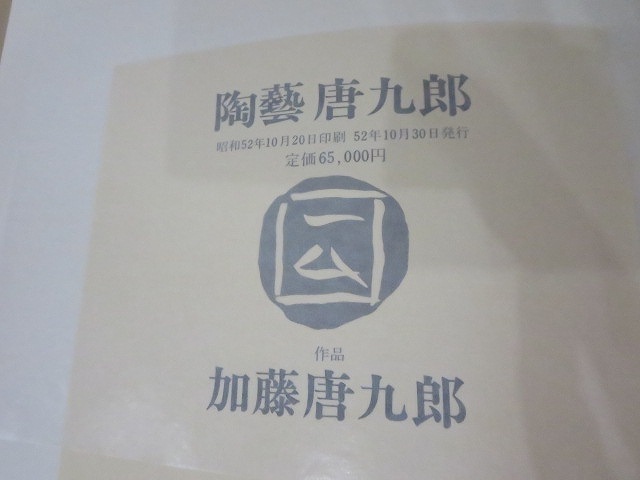 陶藝 唐九郎
昭和52年10月20日印刷 52年10月30日発行
定価65,000円
作品
加藤唐九郎